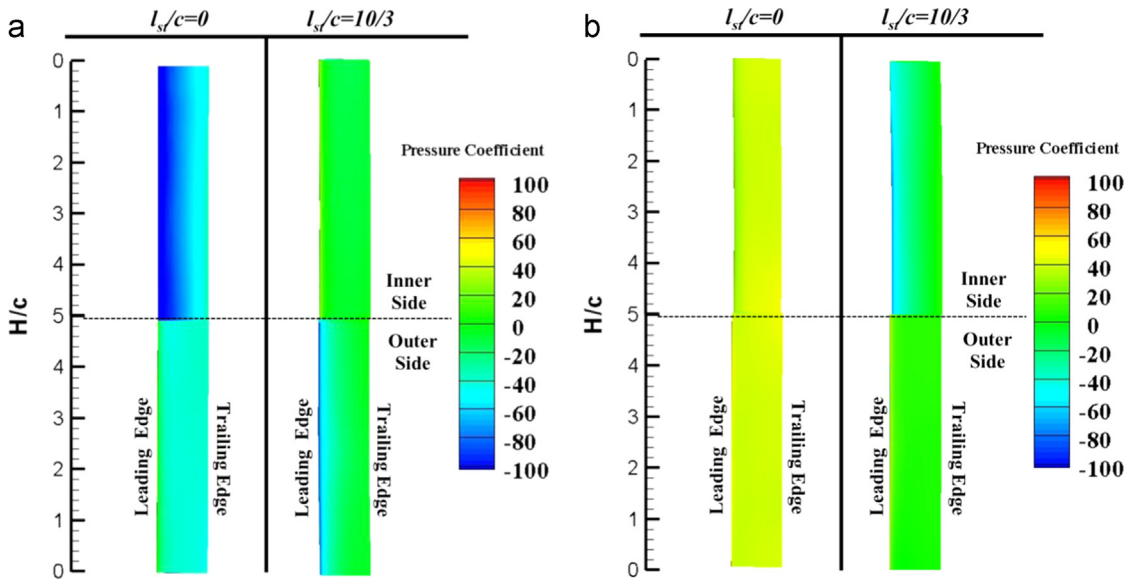 a
l_st/c=0
l_st/c=10/3
H/c
0
1
2
3
4
5
4
3
2
1
0
Inner
Side
Outer
Side
Leading Edge
Trailing Edge
Leading Edge
Trailing Edge
Pressure Coefficient
100
80
60
40
20
0
-20
-40
-60
-80
-100
b
l_st/c=0
l_st/c=10/3
H/c
0
1
2
3
4
5
4
3
2
1
0
Inner
Side
Outer
Side
Leading Edge
Trailing Edge
Leading Edge
Trailing Edge
Pressure Coefficient
100
80
60
40
20
0
-20
-40
-60
-80
-100